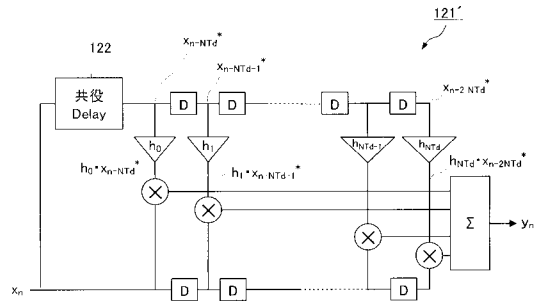 121´
122
x_{n-NTd}*
x_{n-NTd-1}*
共役
Delay
D
D
D
D
x_{n-2NTd}*
h_0
h_1
h_{NTd-1}
h_{NTd}
h_0・x_{n-NTd}*
h_1・x_{n-NTd-1}*
h_{NTd}・x_{n-2NTd}*
Σ
y_n
x_n
D
D
D